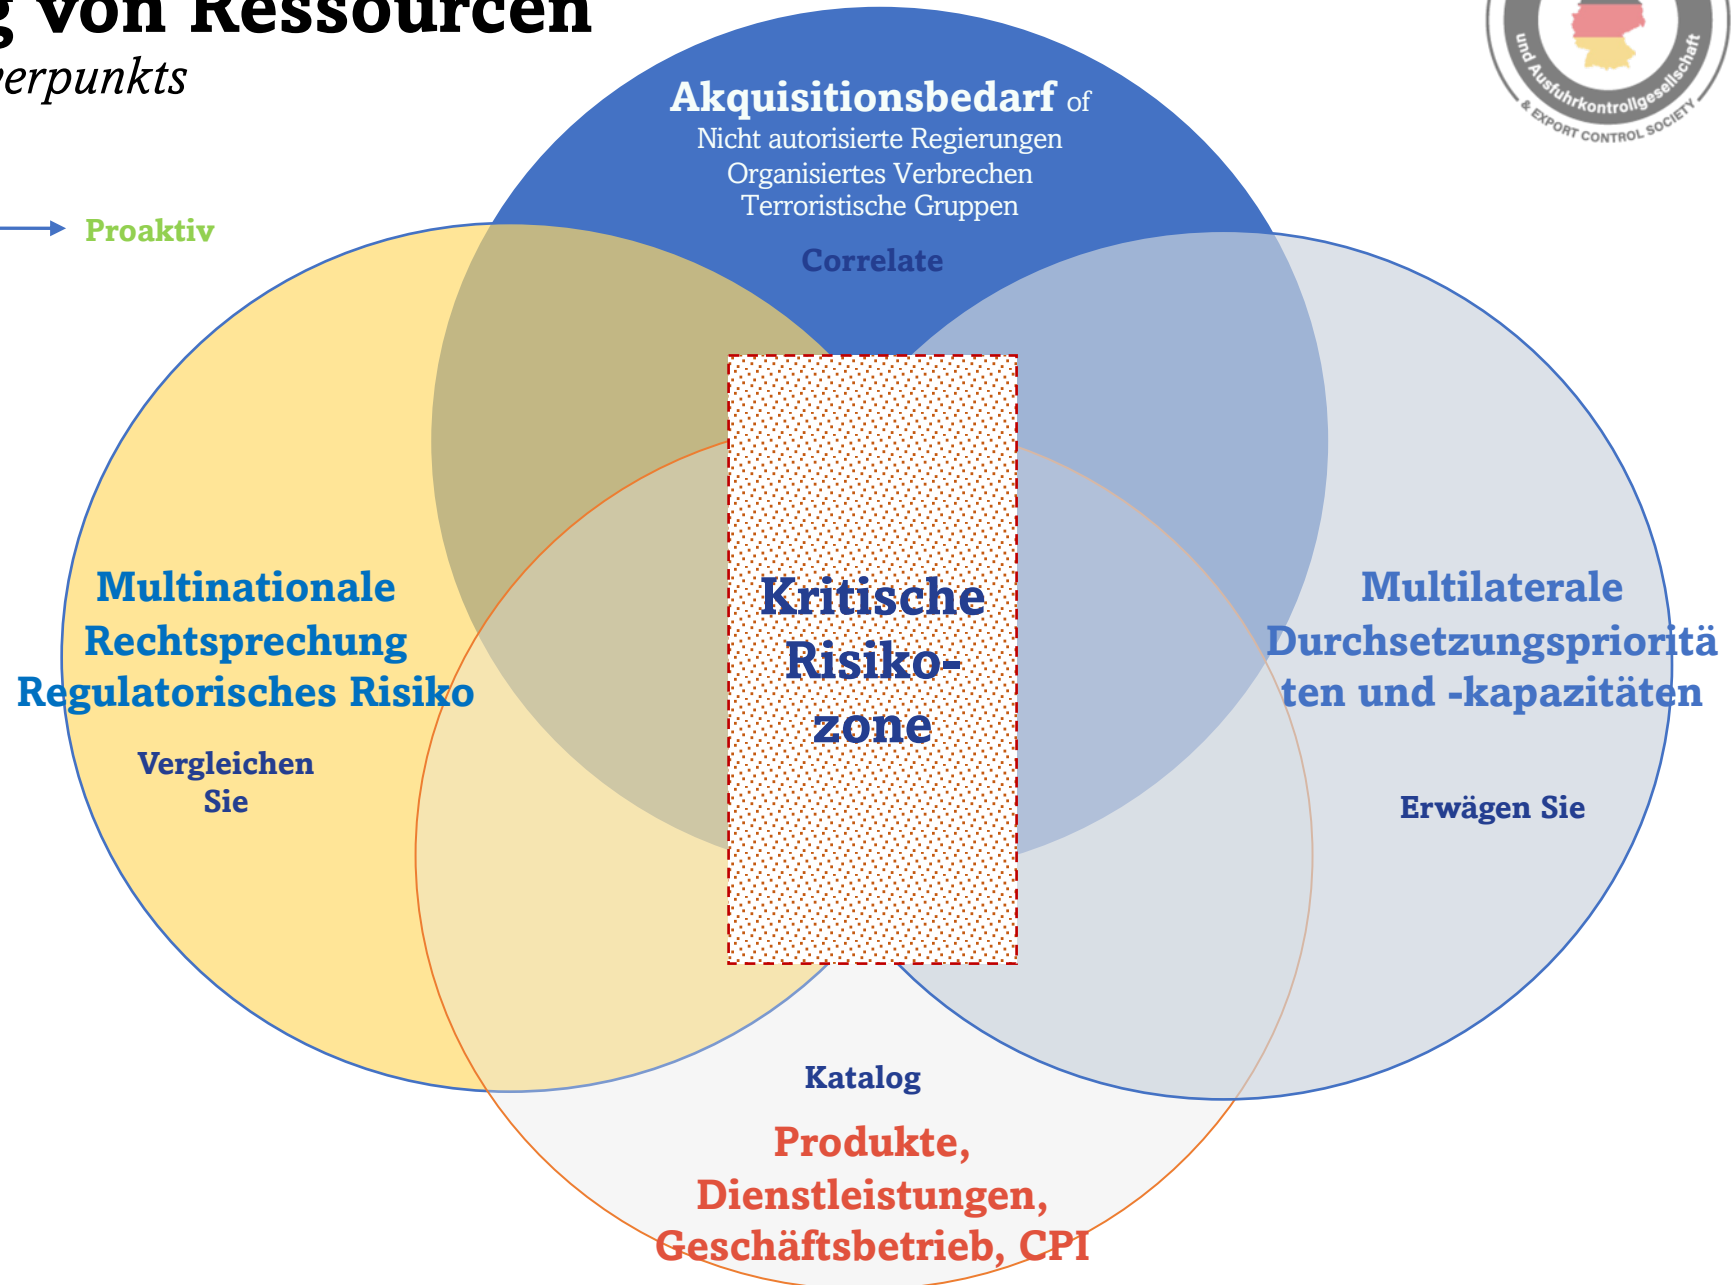 von Ressourcen
Proaktiv
Akquisitionsbedarf of
Nicht autorisierte Regierungen
Organisiertes Verbrechen
Terroristische Gruppen
Correlate
und Ausfuhrkontrollgesellschaft
& EXPORT CONTROL SOCIETY
Multinationale
Rechtsprechung
Regulatorisches Risiko
Vergleichen
Sie
Kritische
Risiko-
zone
Multilaterale
Durchsetzungsprioritä
ten und -kapazitäten
Erwägen Sie
Katalog
Produkte,
Dienstleistungen,
Geschäftsbetrieb, CPI